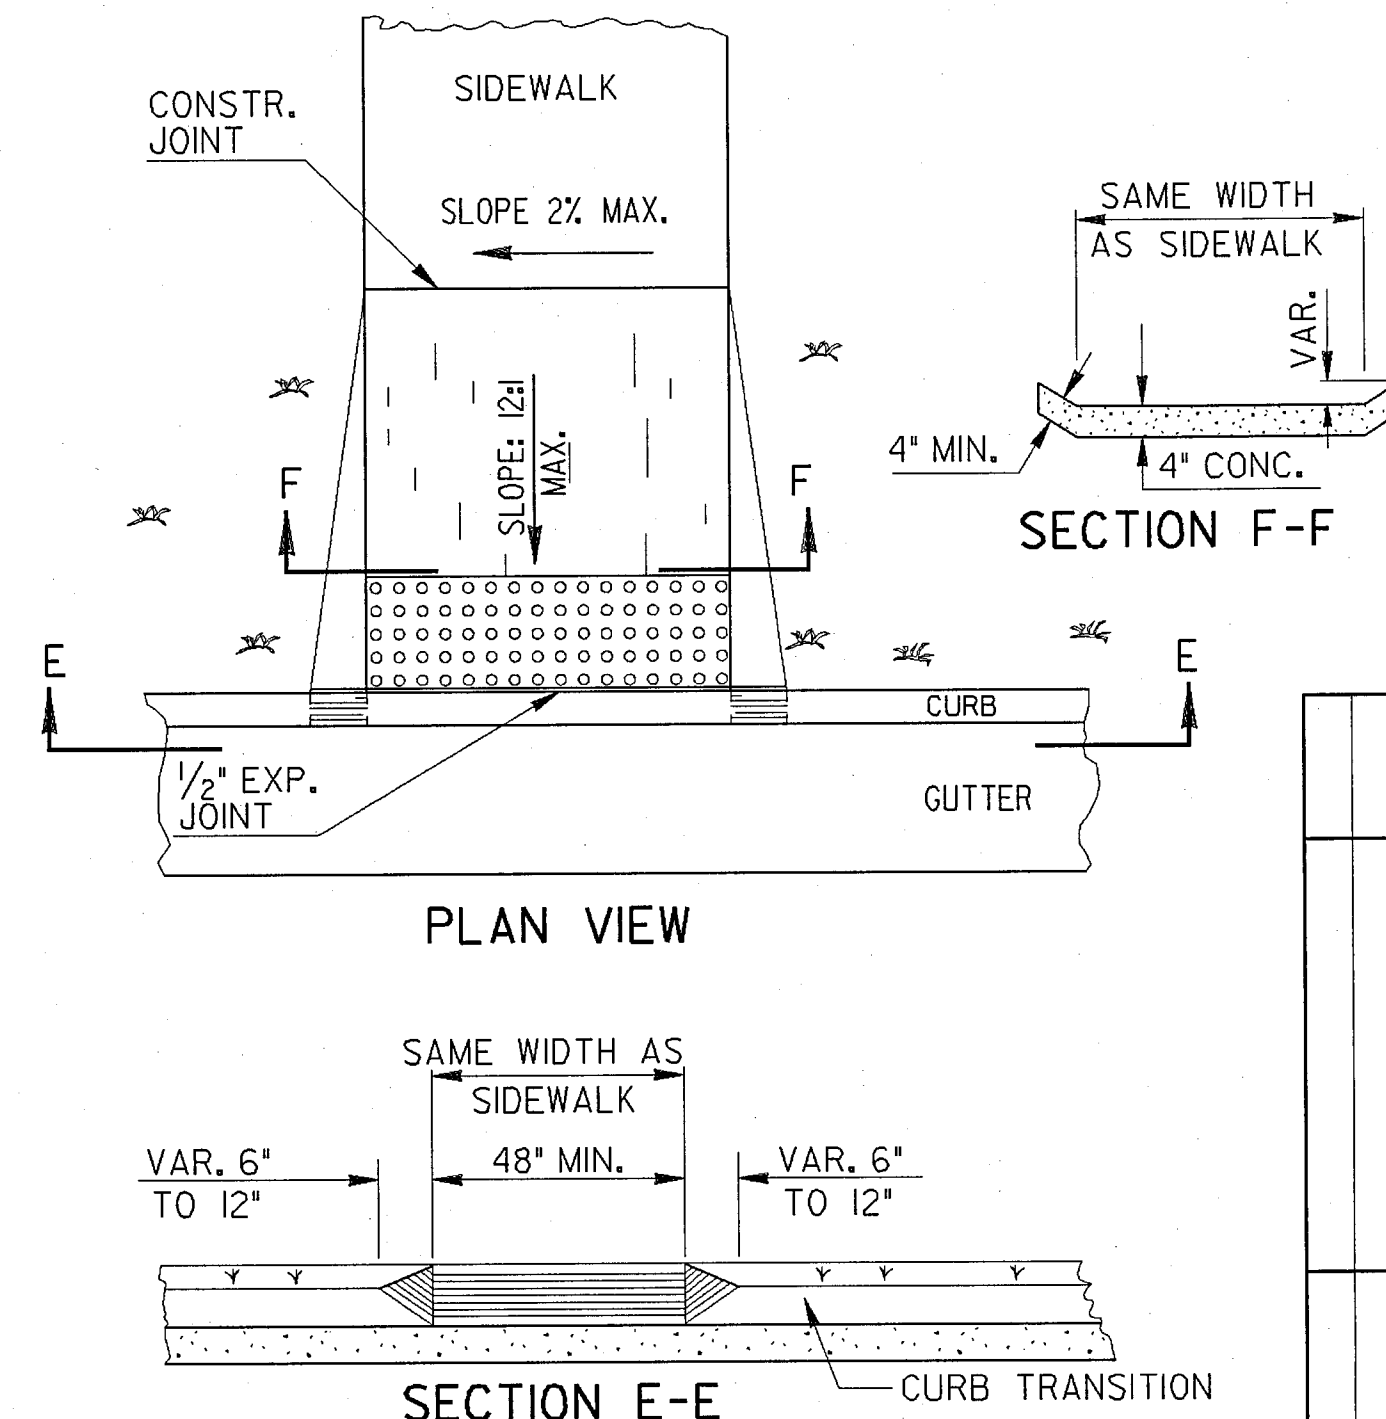 SIDEWALK
CONSTR.
JOINT
SLOPE 2% MAX.
SLOPE: 12:1
MAX.
F
F
E
E
CURB
GUTTER
1/2" EXP.
JOINT
PLAN VIEW
SAME WIDTH
AS SIDEWALK
VAR.
4" MIN.
4" CONC.
SECTION F-F
SAME WIDTH AS
SIDEWALK
VAR. 6"
TO 12"
48" MIN.
VAR. 6"
TO 12"
CURB TRANSITION
SECTION E-E